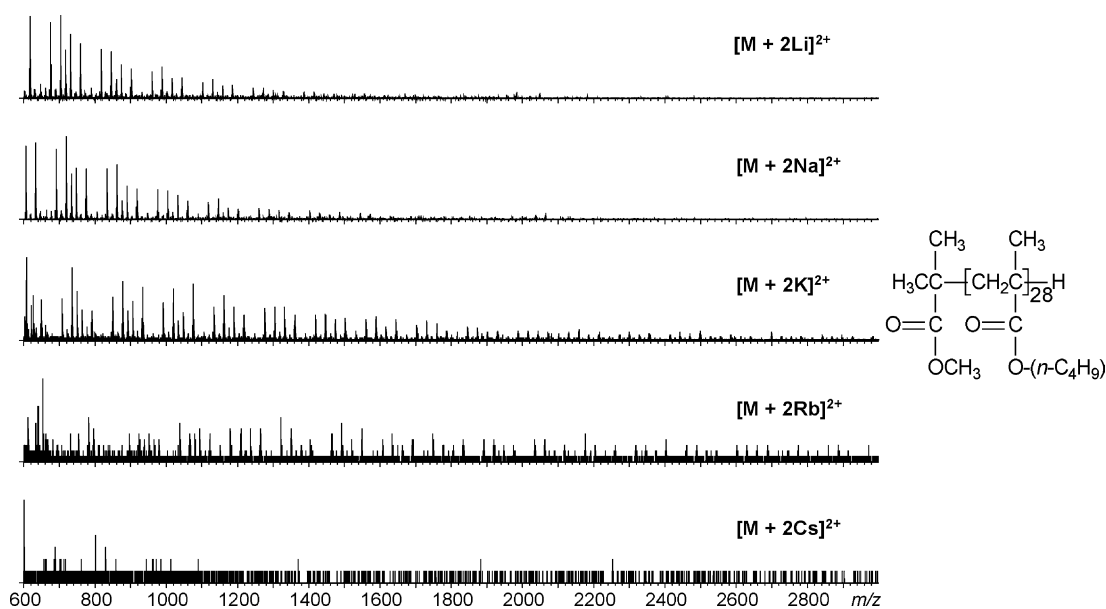 [M + 2Li]2+
[M + 2Na]2+
[M + 2K]2+
[M + 2Rb]2+
[M + 2Cs]2+
600 800 1000 1200 1400 1600 1800 2000 2200 2400 2600 2800 m/z
CH3 CH3
H3C C [CH2C]28 H
O C O C
OCH3 O-(n-C4H9)